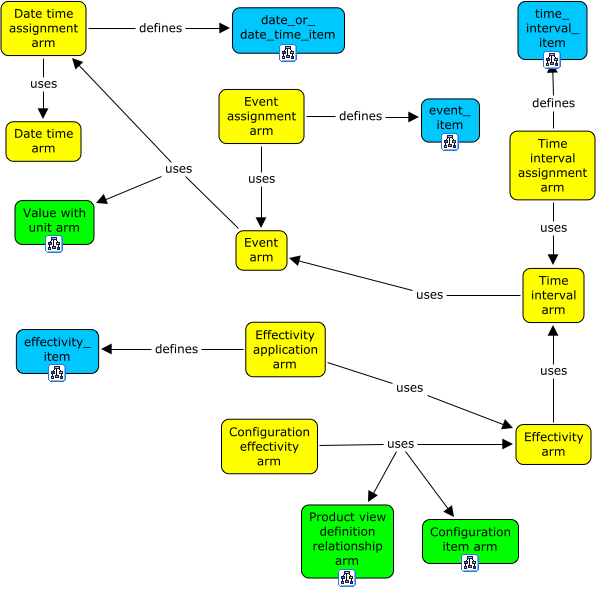 Date time
assignment
arm
defines
date_or_
date_time_item
time_
interval_
item
uses
Event
assignment
arm
defines
event_
item
defines
Date time
arm
Time
interval
assignment
arm
uses
uses
Value with
unit arm
uses
Event
arm
uses
Time
interval
arm
effectivity_
item
defines
Effectivity
application
arm
uses
uses
Configuration
effectivity
arm
uses
Effectivity
arm
Product view
definition
relationship
arm
Configuration
item arm